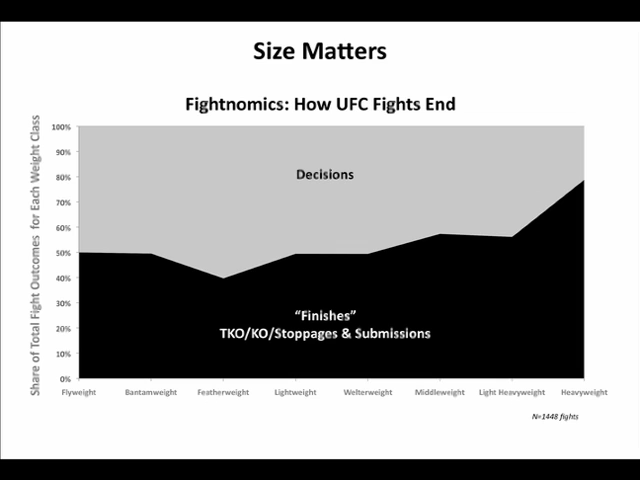 Size Matters
Fightnomics: How UFC Fights End
Share of Total Fight Outcomes for Each Weight Class
100%
90%
80%
70%
60%
50%
40%
30%
20%
10%
0%
Decisions
“Finishes”
TKO/KO/Stoppages & Submissions
Flyweight Bantamweight Featherweight Lightweight Welterweight Middleweight Light Heavyweight Heavyweight
N=1448 fights